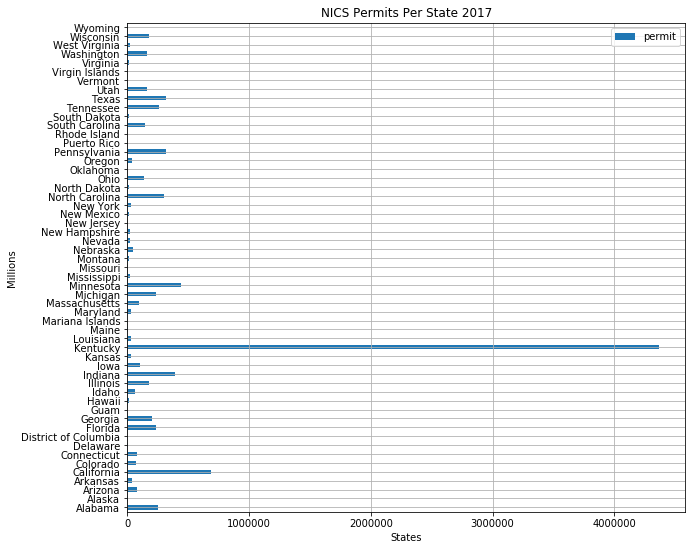 NICS Permits Per State 2017
permit
Wyoming
Wisconsin
West Virginia
Washington
Virginia
Virgin Islands
Vermont
Utah
Texas
Tennessee
South Dakota
South Carolina
Rhode Island
Puerto Rico
Pennsylvania
Oregon
Oklahoma
Ohio
North Dakota
North Carolina
New York
New Mexico
New Jersey
New Hampshire
Nevada
Nebraska
Montana
Missouri
Mississippi
Minnesota
Michigan
Massachusetts
Maryland
Mariana Islands
Maine
Louisiana
Kentucky
Kansas
Iowa
Indiana
Illinois
Idaho
Hawaii
Guam
Georgia
Florida
District of Columbia
Delaware
Connecticut
Colorado
California
Arkansas
Arizona
Alaska
Alabama
Millions
0 1000000 2000000 3000000 4000000
States